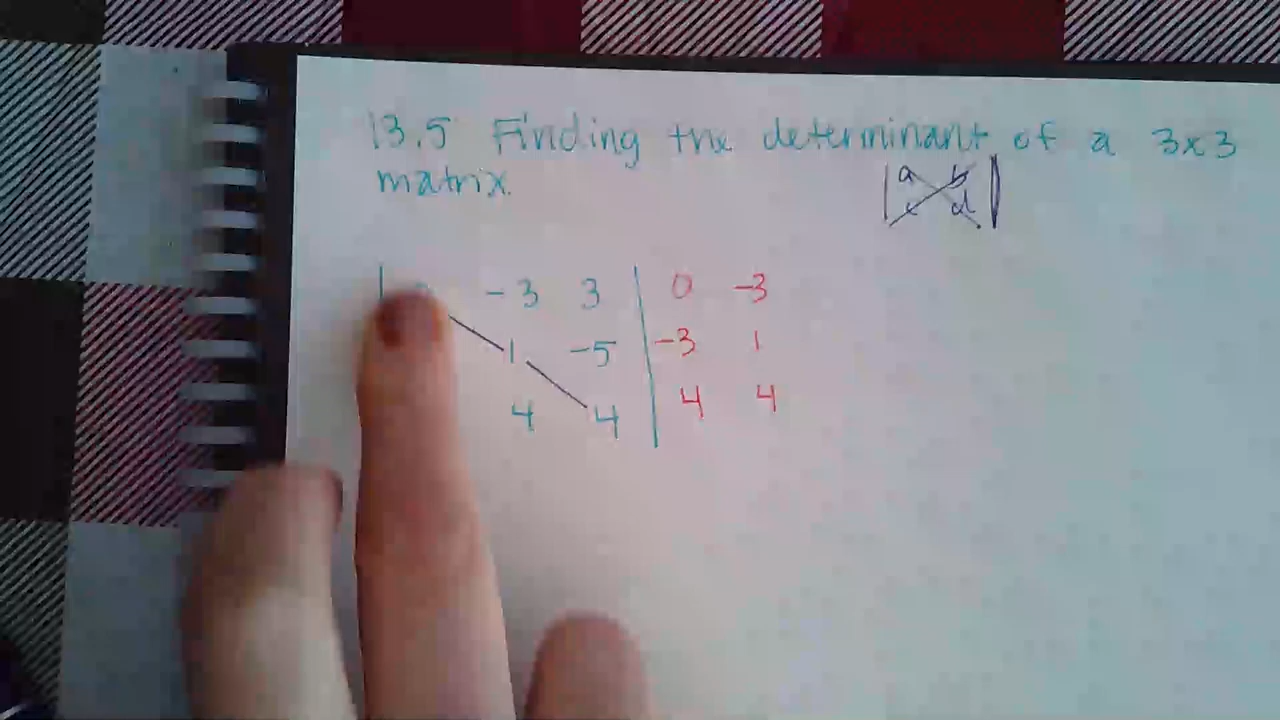 13.5 Finding the determinant of a 3x3
matrix.
|a b|
|c d|
-3 3 | 0 -3
1 -5 | -3 1
4 4 | 4 4